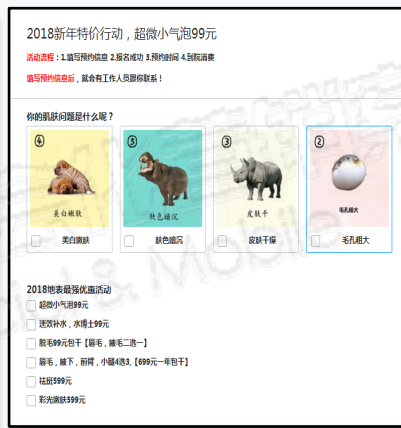 2018新年特价行动，超微小气泡99元
活动流程：1.填写预约信息 2.报名成功 3.预约时间 4.到院消费
填写预约信息后，就会有工作人员跟你联系！
你的肌肤问题是什么呢？
④ ⑤ ③ ②
美白嫩肤 肤色暗沉 皮肤干 毛孔粗大
美白嫩肤 肤色暗沉 皮肤干燥 毛孔粗大
2018地表最强优惠活动
超微小气泡99元
速效补水，水博士99元
脱毛99元包干【眉毛，腋毛二选一】
眉毛，腋下，前臂，小腿4选3,【699元一年包干】
祛斑599元
彩光嫩肤599元
& Mobile